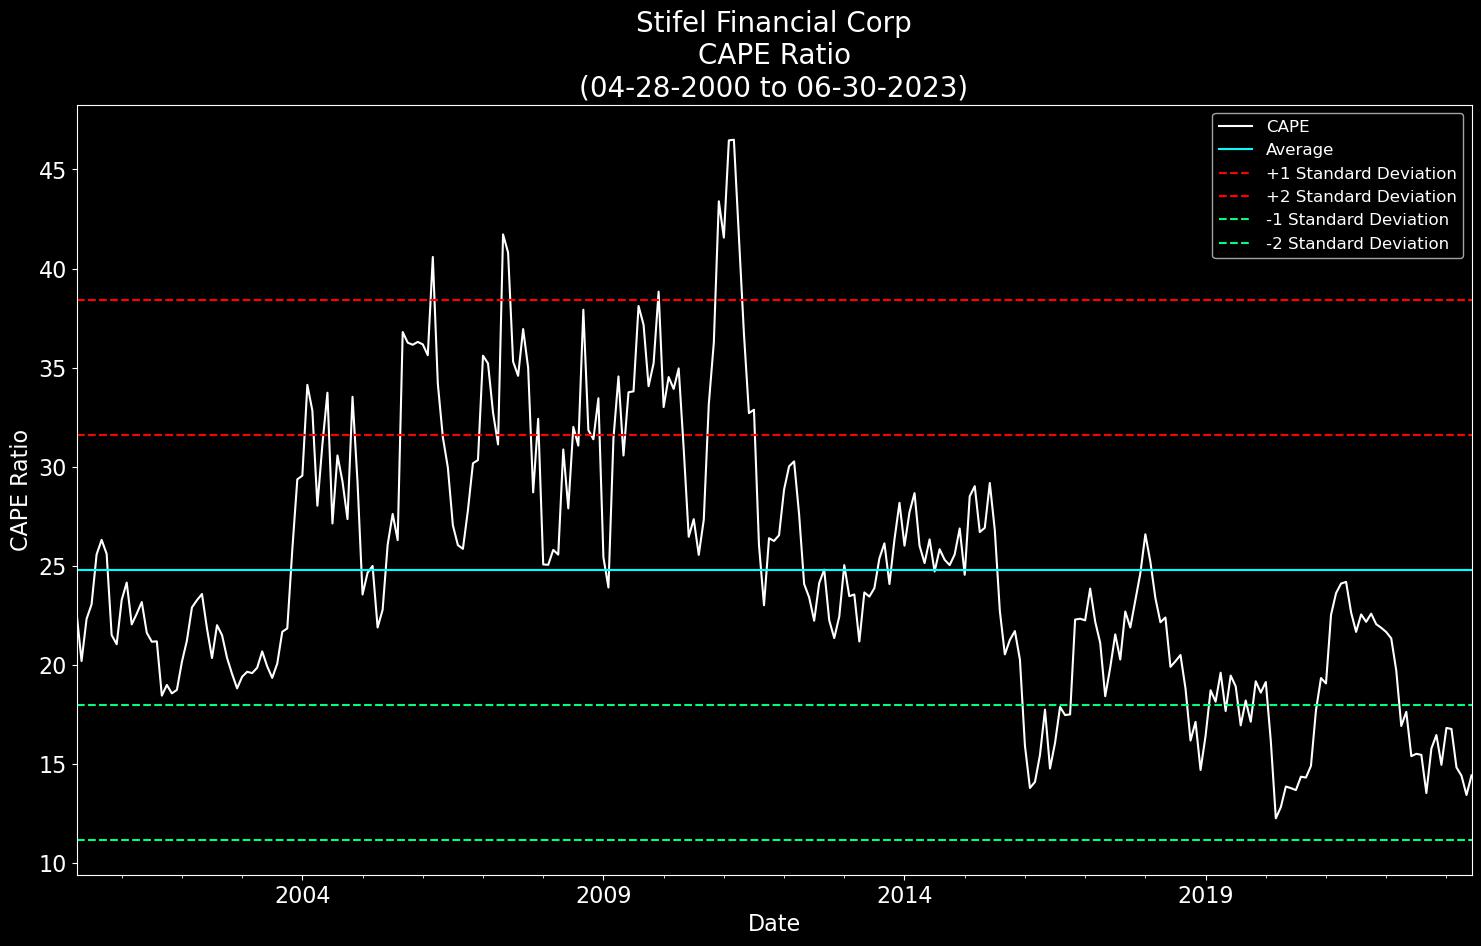 Stifel Financial Corp
CAPE Ratio
(04-28-2000 to 06-30-2023)
CAPE
Average
+1 Standard Deviation
+2 Standard Deviation
-1 Standard Deviation
-2 Standard Deviation
CAPE Ratio
45
40
35
30
25
20
15
10
2004
2009
2014
2019
Date